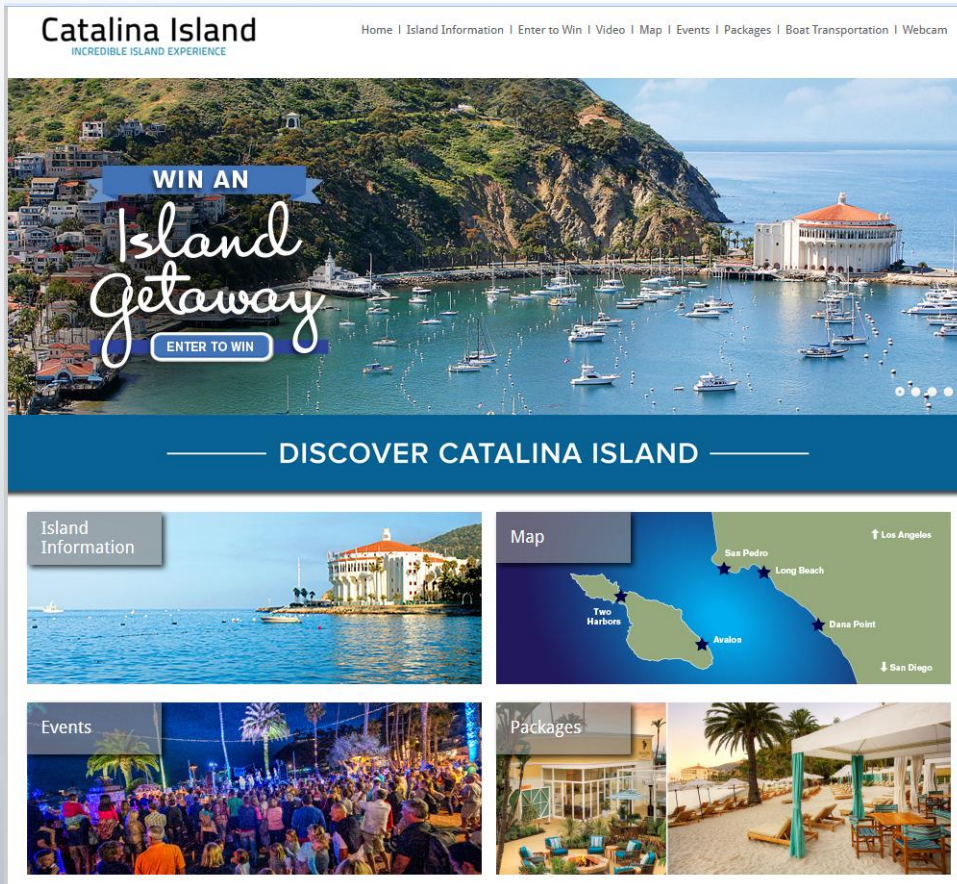 Catalina Island
INCREDIBLE ISLAND EXPERIENCE
Home | Island Information | Enter to Win | Video | Map | Events | Packages | Boat Transportation | Webcam
WIN AN
Island
Getaway
ENTER TO WIN
DISCOVER CATALINA ISLAND
Island
Information
Map
Los Angeles
San Pedro
Long Beach
Two
Harbors
Dana Point
Avalon
San Diego
Events
Packages